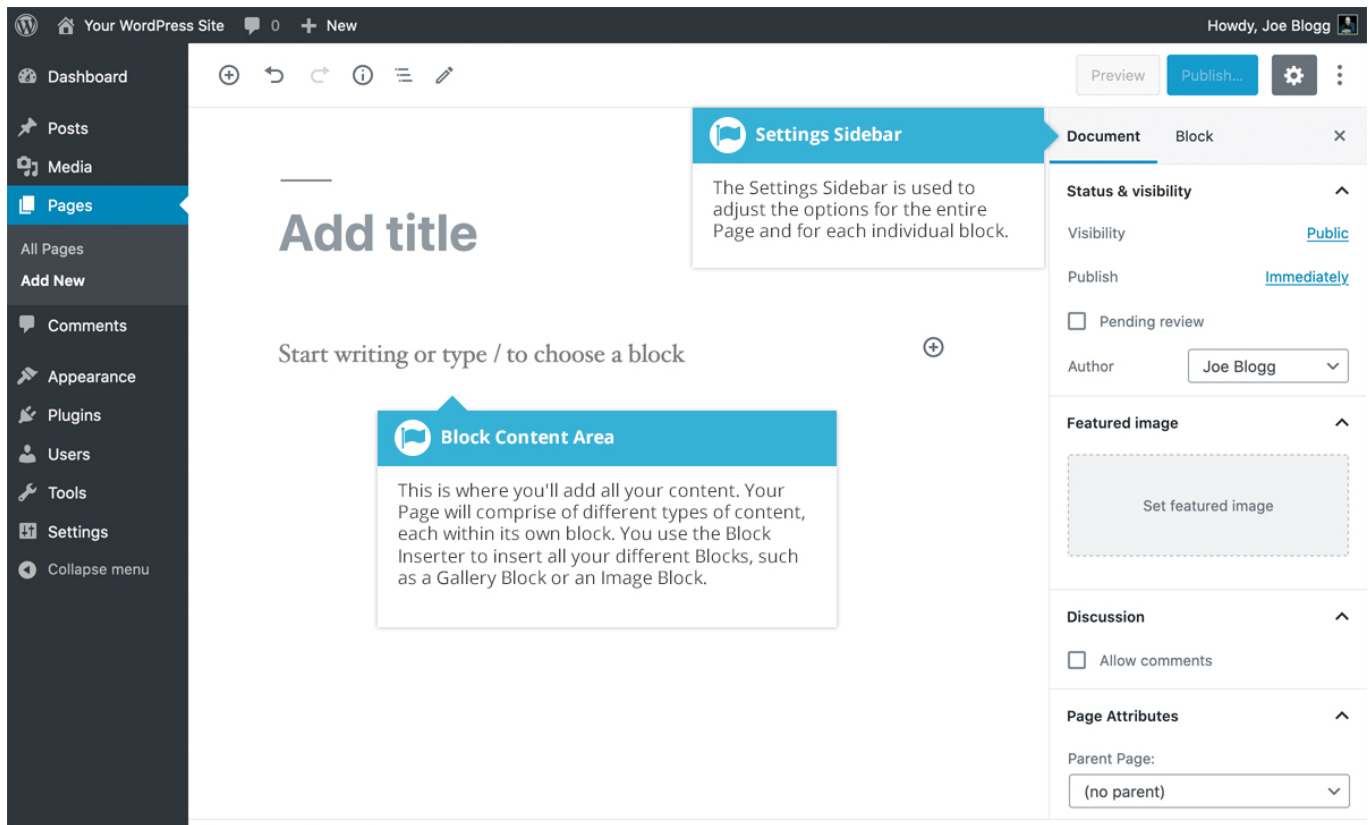 Your WordPress Site 0 + New
Howdy, Joe Blogg
Dashboard
Posts
Media
Pages
All Pages
Add New
Comments
Appearance
Plugins
Users
Tools
Settings
Collapse menu
Preview
Publish...
Add title
Start writing or type / to choose a block
Settings Sidebar
The Settings Sidebar is used to
adjust the options for the entire
Page and for each individual block.
Block Content Area
This is where you'll add all your content. Your
Page will comprise of different types of content,
each within its own block. You use the Block
Inserter to insert all your different Blocks, such
as a Gallery Block or an Image Block.
Document Block
Status & visibility
Visibility Public
Publish Immediately
Pending review
Author Joe Blogg
Featured image
Set featured image
Discussion
Allow comments
Page Attributes
Parent Page:
(no parent)